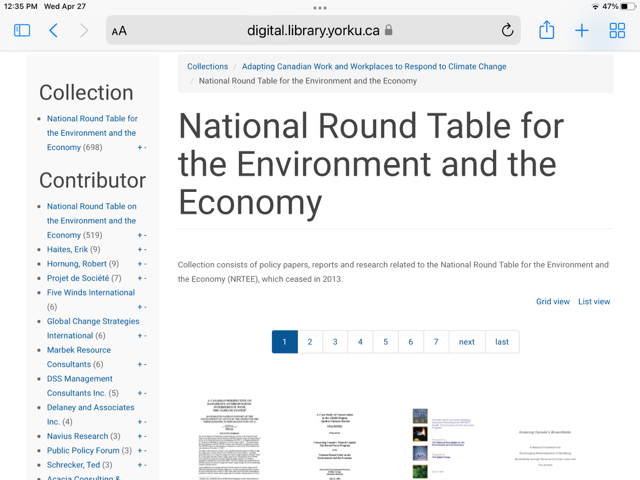 12:35 PM Wed Apr 27
47%
AA
digital.library.yorku.ca
Collections / Adapting Canadian Work and Workplaces to Respond to Climate Change
/ National Round Table for the Environment and the Economy
Collection
National Round Table for
the Environment and the
Economy (698) + -
Contributor
National Round Table on
the Environment and the
Economy (519) + -
Haites, Erik (9) + -
Hornung, Robert (9) + -
Projet de Société (7) + -
Five Winds International
(6) + -
Global Change Strategies
International (6) + -
Marbek Resource
Consultants (6) + -
DSS Management
Consultants Inc. (5) + -
Delaney and Associates
Inc. (4) + -
Navius Research (3) + -
Public Policy Forum (3) + -
Schrecker, Ted (3) + -
Acacia Consulting &
National Round Table for
the Environment and the
Economy
Collection consists of policy papers, reports and research related to the National Round Table for the Environment and
the Economy (NRTEE), which ceased in 2013.
Grid view List view
1 2 3 4 5 6 7 next last
A Case Study of Conservation